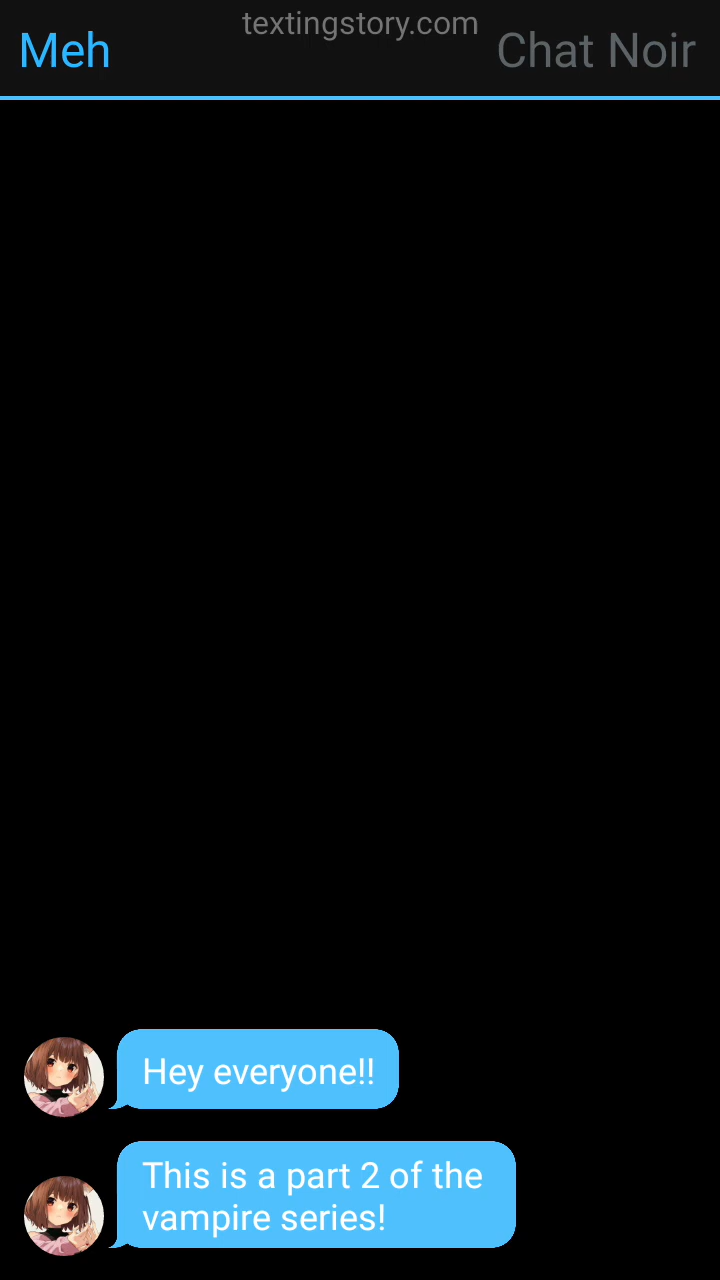 textingstory.com
Meh
Chat Noir
Hey everyone!!
This is a part 2 of the
vampire series!